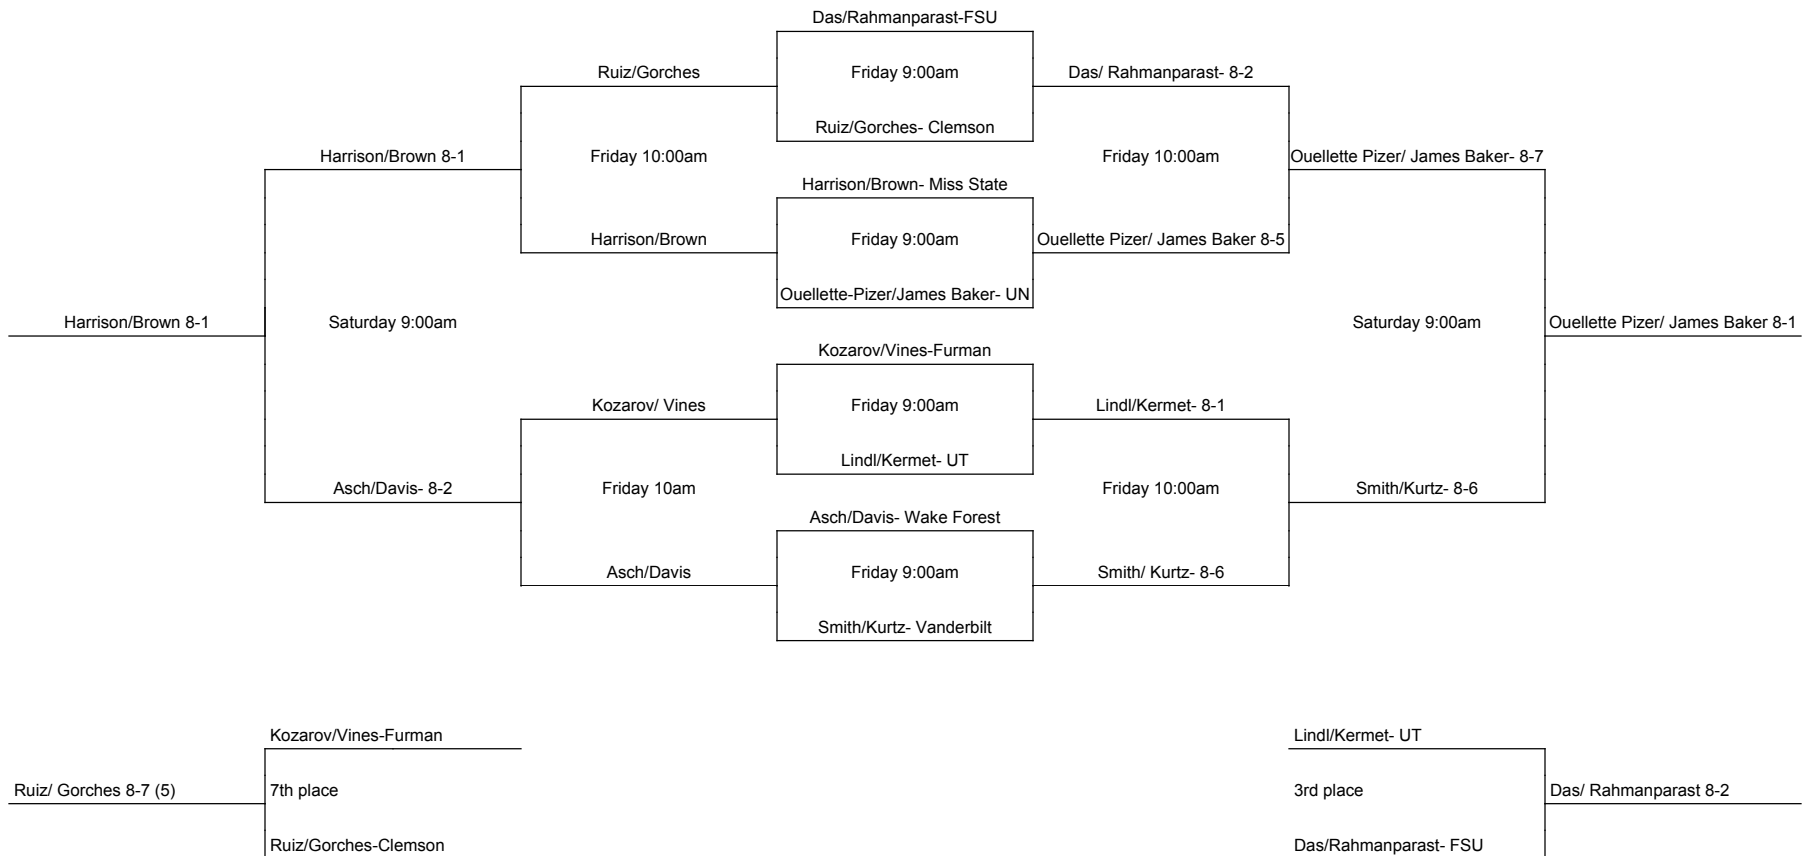 Das/Rahmanparast-FSU
Ruiz/Gorches
Friday 9:00am
Das/ Rahmanparast- 8-2
Ruiz/Gorches- Clemson
Harrison/Brown 8-1
Friday 10:00am
Friday 10:00am
Ouellette Pizer/ James Baker- 8-7
Harrison/Brown- Miss State
Harrison/Brown
Friday 9:00am
Ouellette Pizer/ James Baker 8-5
Ouellette-Pizer/James Baker- UN
Harrison/Brown 8-1
Saturday 9:00am
Saturday 9:00am
Ouellette Pizer/ James Baker 8-1
Kozarov/Vines-Furman
Kozarov/ Vines
Friday 9:00am
Lindl/Kermet- 8-1
Lindl/Kermet- UT
Asch/Davis- 8-2
Friday 10am
Friday 10:00am
Smith/Kurtz- 8-6
Asch/Davis- Wake Forest
Asch/Davis
Friday 9:00am
Smith/ Kurtz- 8-6
Smith/Kurtz- Vanderbilt
Kozarov/Vines-Furman
Lindl/Kermet- UT
Ruiz/ Gorches 8-7 (5)
7th place
3rd place
Das/ Rahmanparast 8-2
Ruiz/Gorches-Clemson
Das/Rahmanparast- FSU